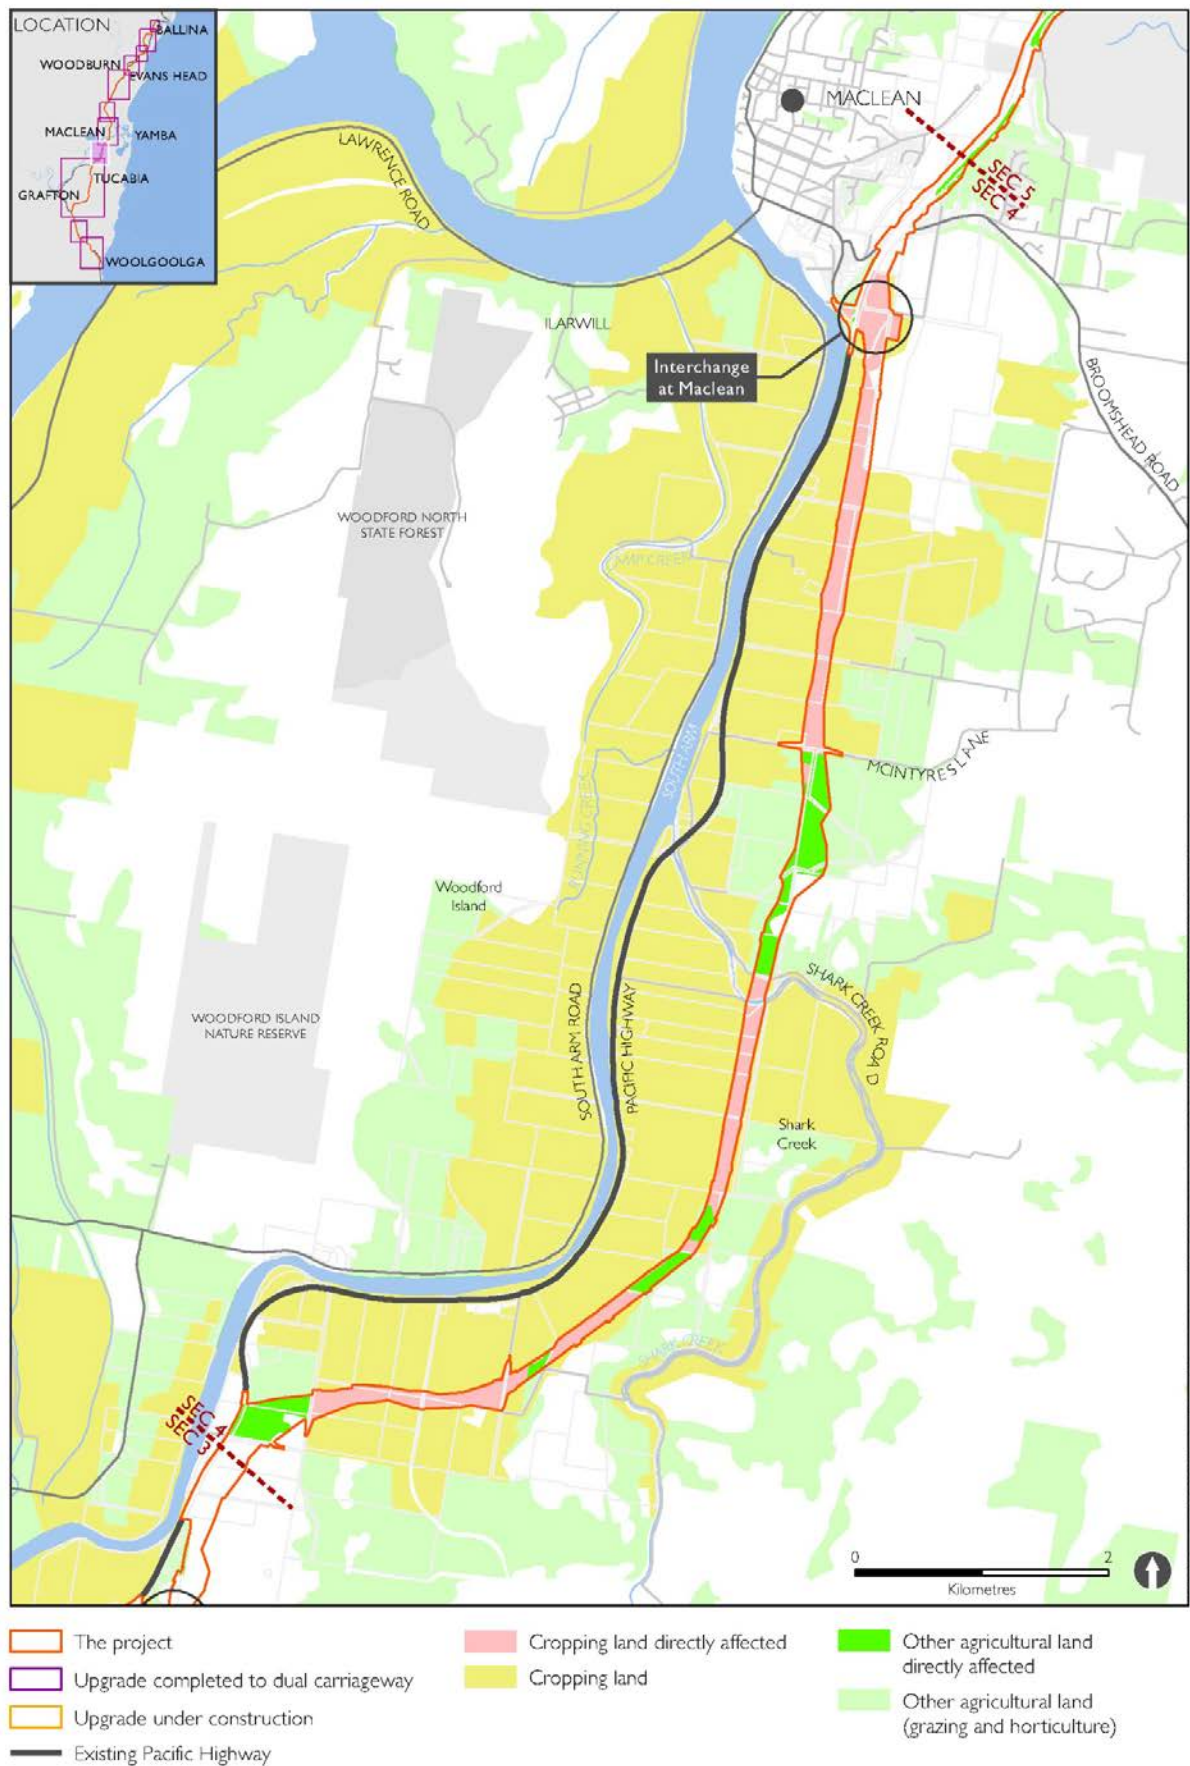 LOCATION
BALLINA
WOODBURN
EVANS HEAD
MACLEAN
YAMBA
TUCABIA
GRAFTON
WOOLGOOLGA
MACLEAN
LAWRENCE ROAD
SEC 5
SEC 4
ILARWILL
Interchange
at Maclean
BROOMSHEAD ROAD
WOODFORD NORTH
STATE FOREST
SOUTH ARM
MCINTYRES LANE
Woodford
Island
SHARK CREEK ROAD
WOODFORD ISLAND
NATURE RESERVE
SOUTH ARM ROAD
PACIFIC HIGHWAY
Shark
Creek
SHARK CREEK
SEC 4
SEC 3
0
2
Kilometres
The project
Upgrade completed to dual carriageway
Upgrade under construction
Existing Pacific Highway
Cropping land directly affected
Cropping land
Other agricultural land
directly affected
Other agricultural land
(grazing and horticulture)